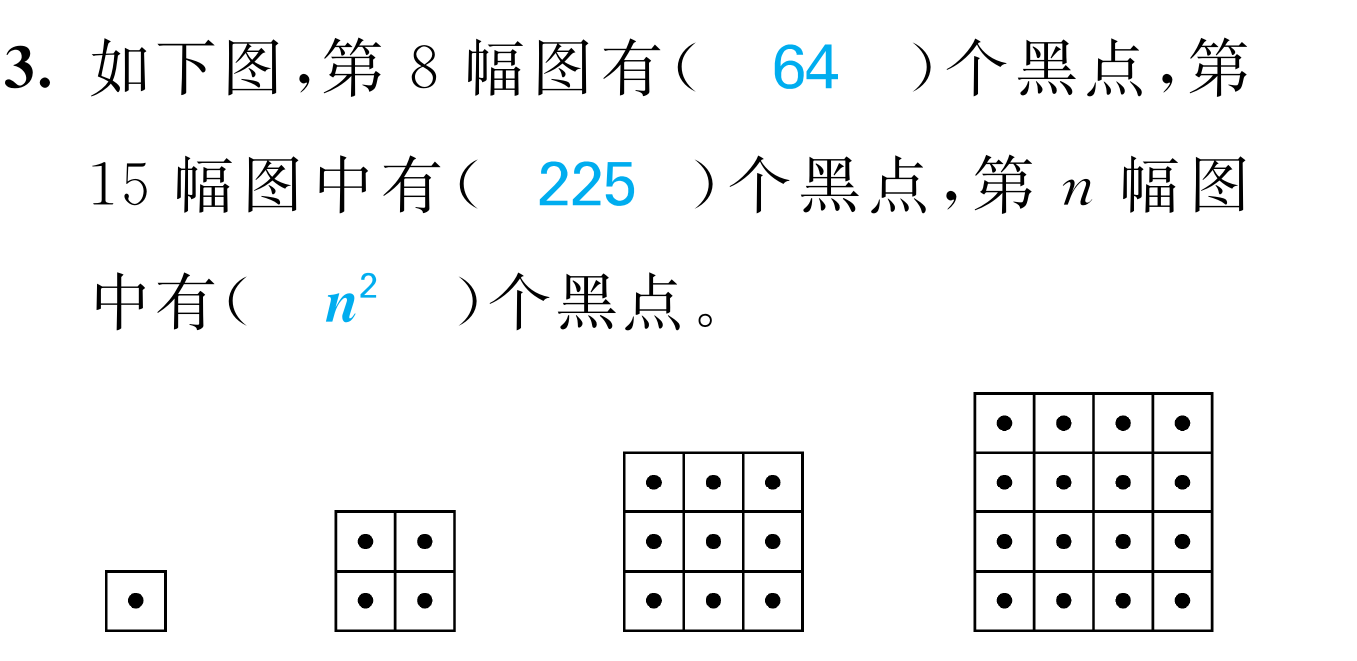 3. 如下图,第 8 幅图有( 64 )个黑点,第
15 幅图中有( 225 )个黑点,第 n 幅图
中有( n² )个黑点。